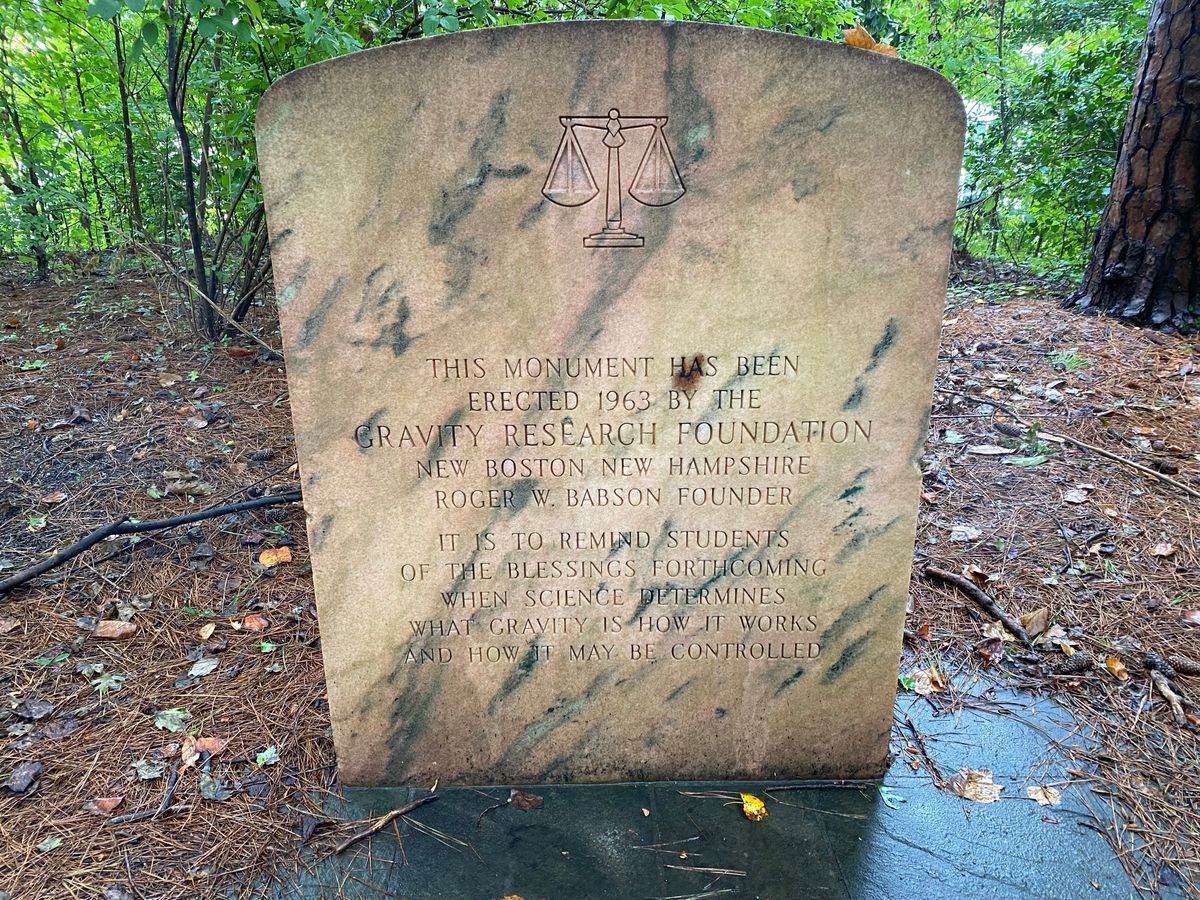 THIS MONUMENT HAS BEEN
ERECTED 1963 BY THE
GRAVITY RESEARCH FOUNDATION
NEW BOSTON NEW HAMPSHIRE
ROGER W. BABSON FOUNDER
IT IS TO REMIND STUDENTS
OF THE BLESSINGS FORTHCOMING
WHEN SCIENCE DETERMINES
WHAT GRAVITY IS HOW IT WORKS
AND HOW IT MAY BE CONTROLLED